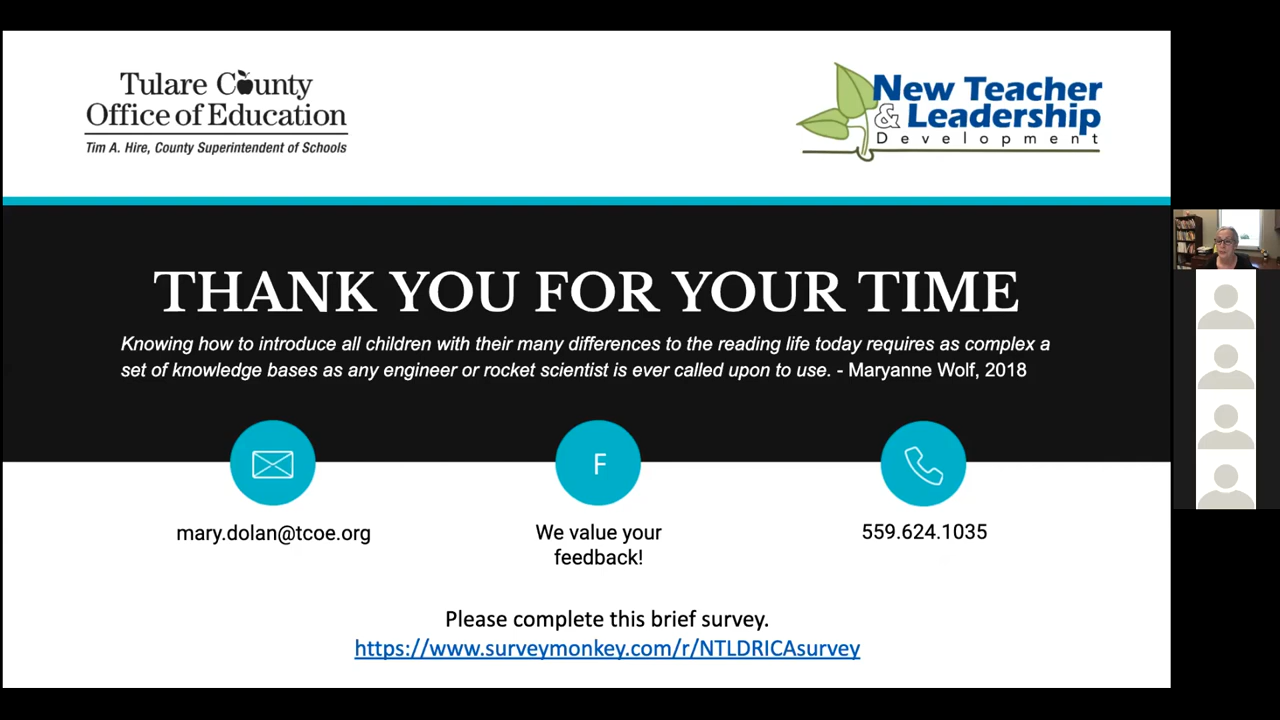 Tulare County
Office of Education
Tim A. Hire, County Superintendent of Schools
New Teacher
& Leadership
Development
THANK YOU FOR YOUR TIME
Knowing how to introduce all children with their many differences to the reading life today requires as complex a
set of knowledge bases as any engineer or rocket scientist is ever called upon to use. - Maryanne Wolf, 2018
F
mary.dolan@tcoe.org
We value your
feedback!
559.624.1035
Please complete this brief survey.
https://www.surveymonkey.com/r/NTLDRICAsurvey